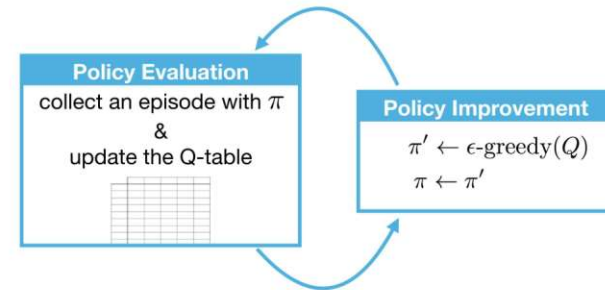 Policy Evaluation
collect an episode with π
&
update the Q-table
Policy Improvement
π′ ← ϵ-greedy(Q)
π ← π′